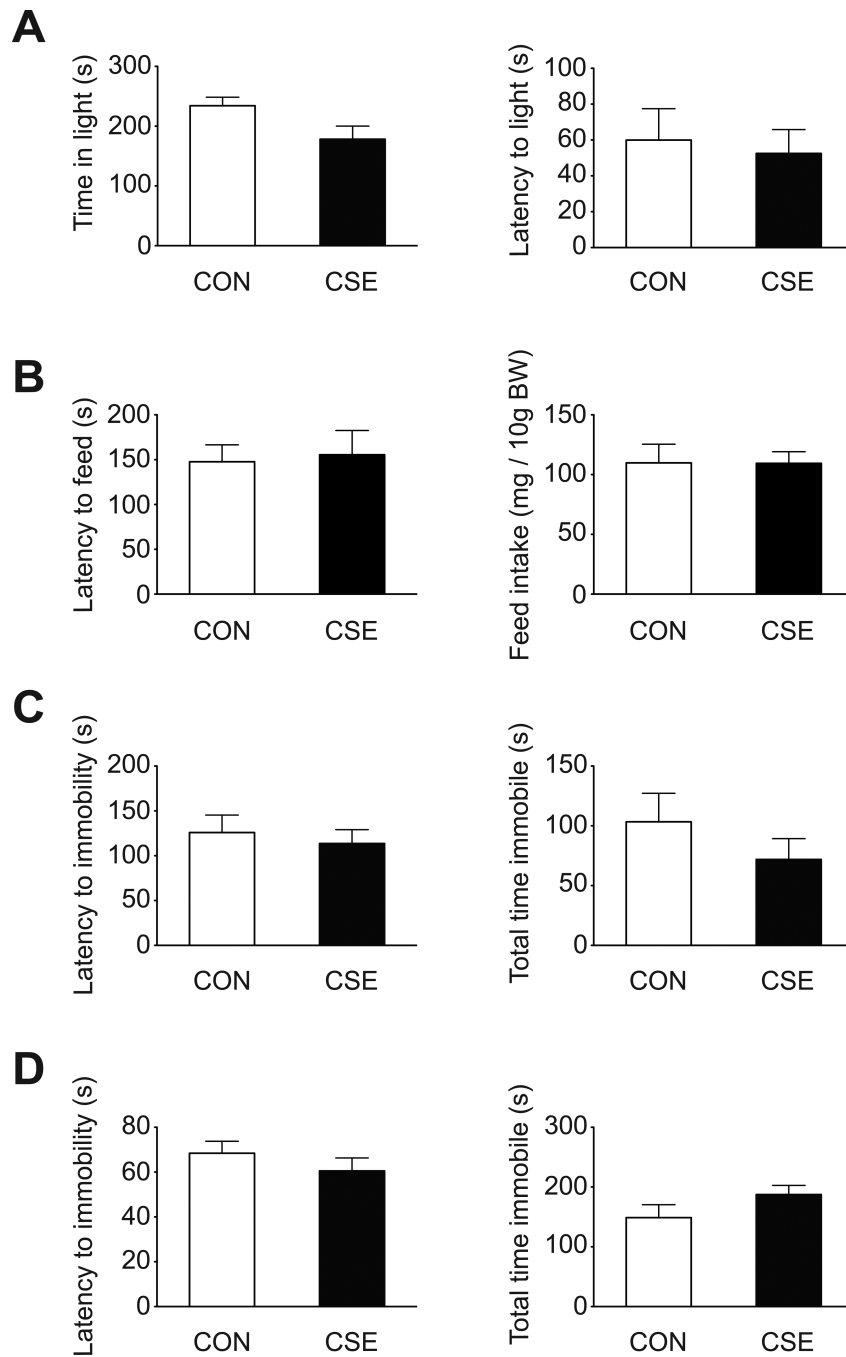 A
Time in light (s)
300
200
100
0
CON
CSE
Latency to light (s)
100
80
60
40
20
0
CON
CSE
B
Latency to feed (s)
200
150
100
50
0
CON
CSE
Feed intake (mg / 10g BW)
150
100
50
0
CON
CSE
C
Latency to immobility (s)
200
150
100
50
0
CON
CSE
Total time immobile (s)
150
100
50
0
CON
CSE
D
Latency to immobility (s)
80
60
40
20
0
CON
CSE
Total time immobile (s)
300
200
100
0
CON
CSE